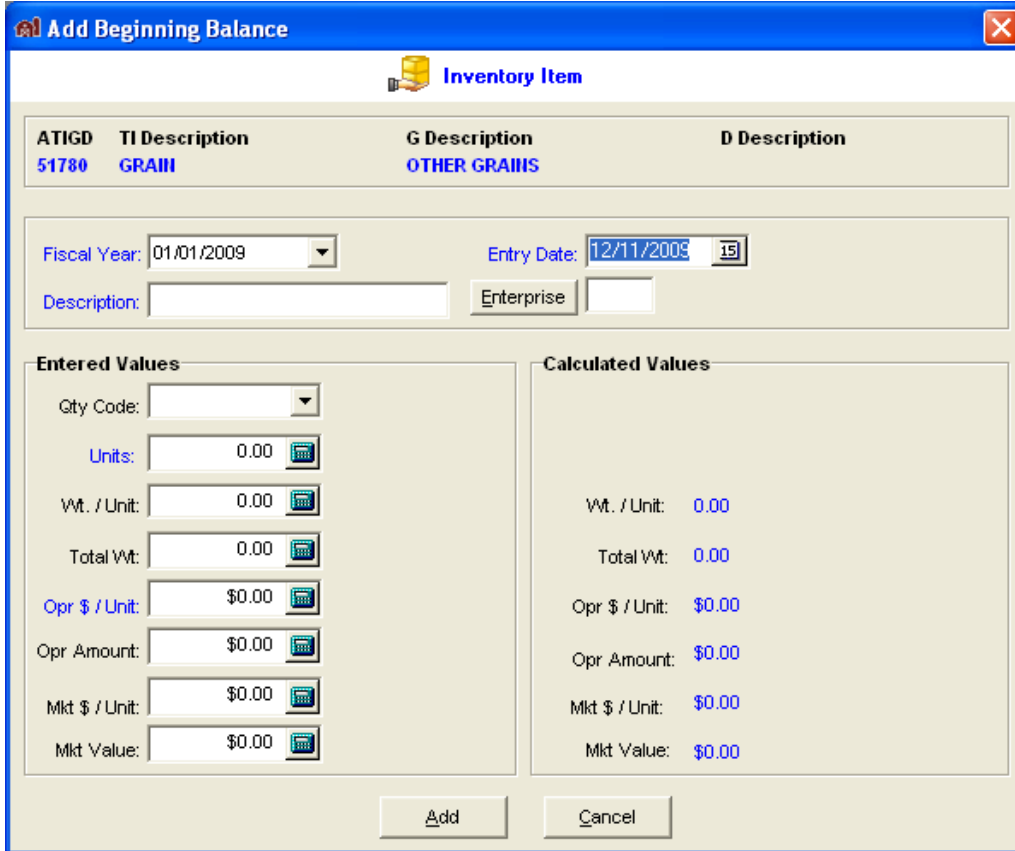 Add Beginning Balance
Inventory Item
ATIGD TI Description G Description D Description
51780 GRAIN OTHER GRAINS
Fiscal Year: 01/01/2009 Entry Date: 12/11/2009 15
Description: Enterprise
Entered Values Calculated Values
Qty Code:
Units: 0.00
Wt. / Unit: 0.00 Wt. / Unit: 0.00
Total Wt: 0.00 Total Wt: 0.00
Opr $ / Unit: $0.00 Opr $ / Unit: $0.00
Opr Amount: $0.00 Opr Amount: $0.00
Mkt $ / Unit: $0.00 Mkt $ / Unit: $0.00
Mkt Value: $0.00 Mkt Value: $0.00
Add Cancel